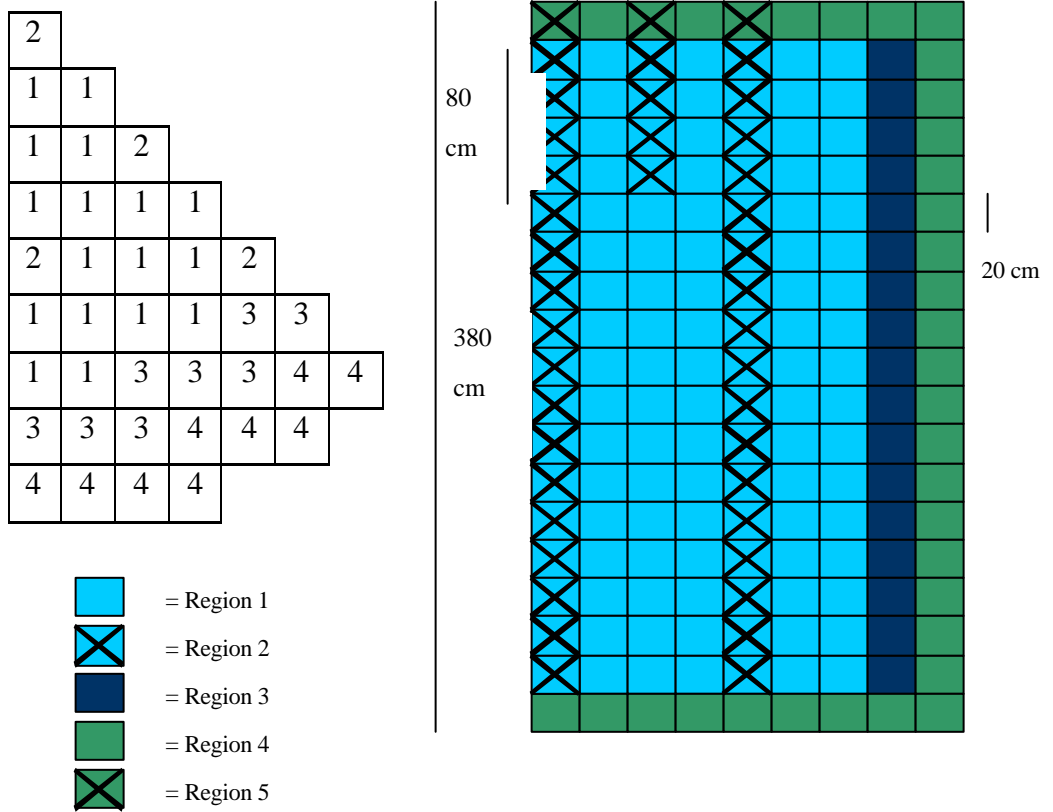 2
1 1
1 1 2
1 1 1 1
2 1 1 1 2
1 1 1 1 3 3
1 1 3 3 3 4 4
3 3 3 4 4 4
4 4 4 4
80
cm
380
cm
20 cm
= Region 1
= Region 2
= Region 3
= Region 4
= Region 5